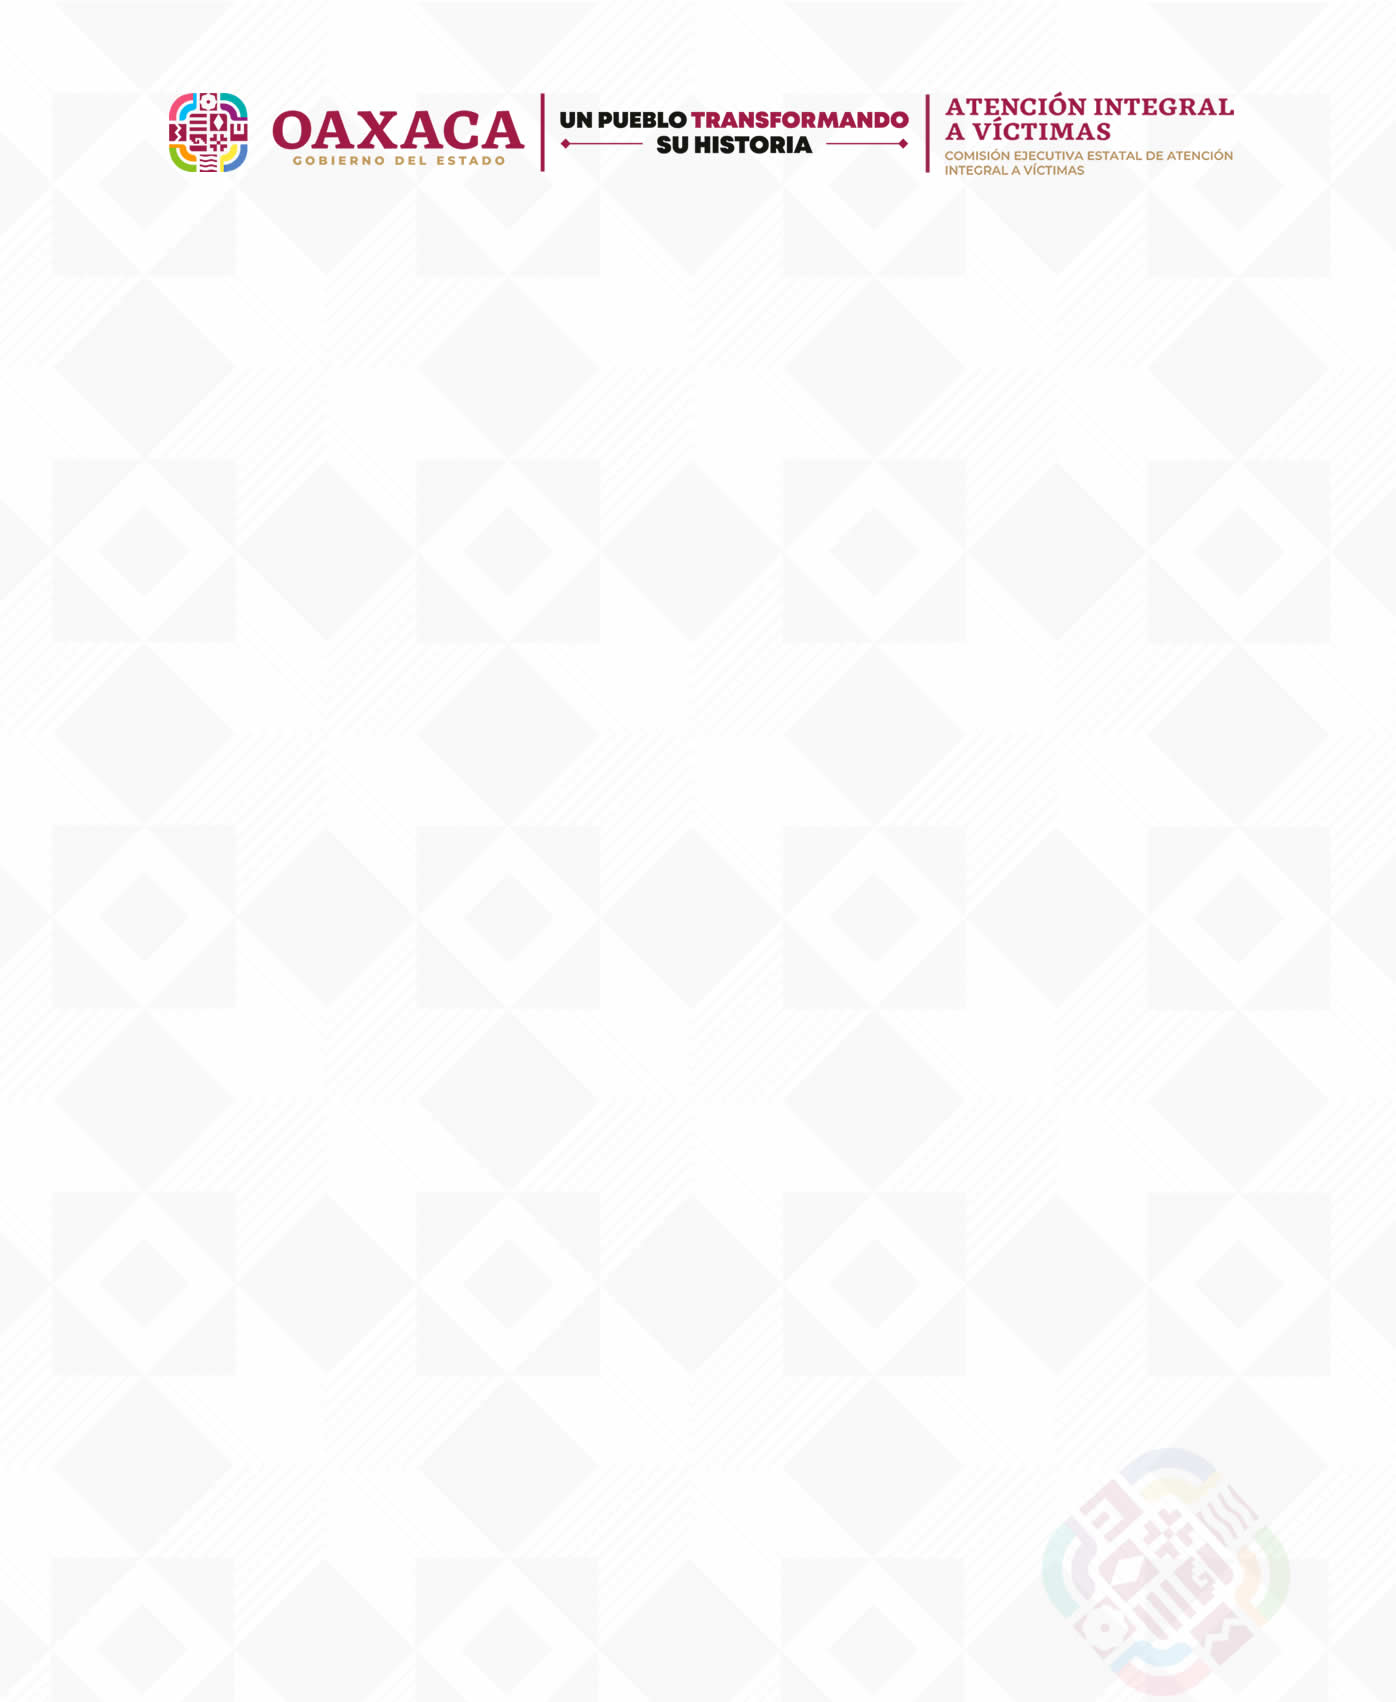 OAXACA
GOBIERNO DEL ESTADO
UN PUEBLO TRANSFORMANDO
SU HISTORIA
ATENCIÓN INTEGRAL
A VÍCTIMAS
COMISIÓN EJECUTIVA ESTATAL DE ATENCIÓN
INTEGRAL A VÍCTIMAS